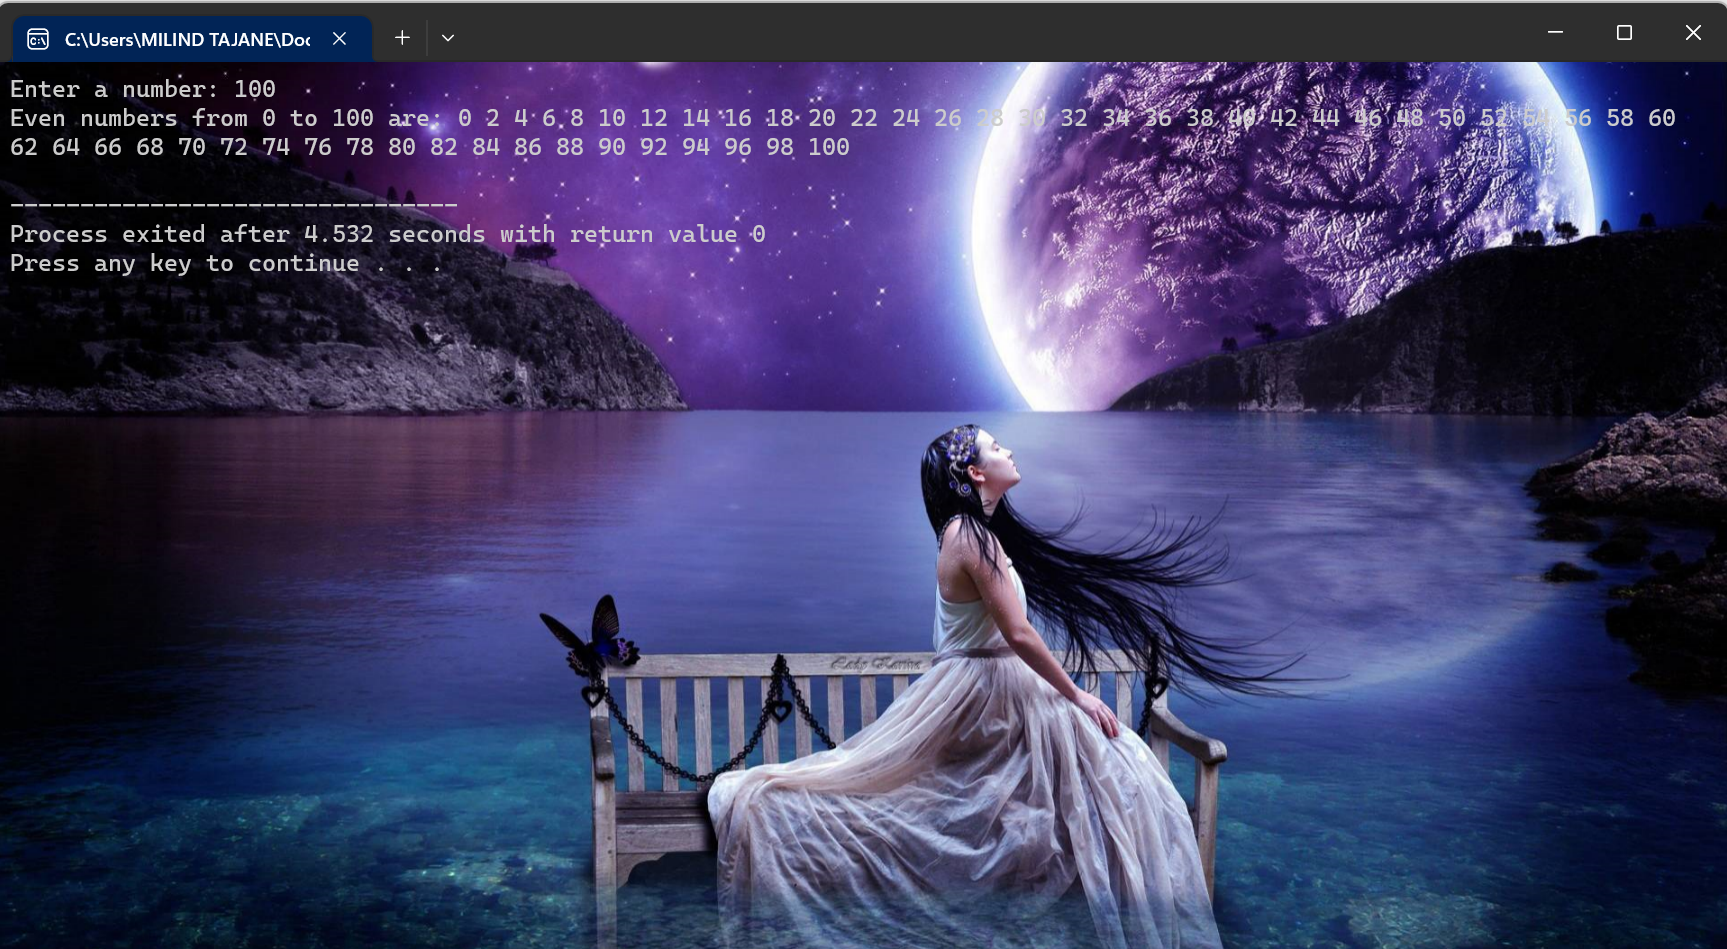 C:\Users\MILIND TAJANE\Doc
Enter a number: 100
Even numbers from 0 to 100 are: 0 2 4 6 8 10 12 14 16 18 20 22 24 26 28 30 32 34 36 38 40 42 44 46 48 50 52 54 56 58 60
62 64 66 68 70 72 74 76 78 80 82 84 86 88 90 92 94 96 98 100
--------------------------------
Process exited after 4.532 seconds with return value 0
Press any key to continue . . .